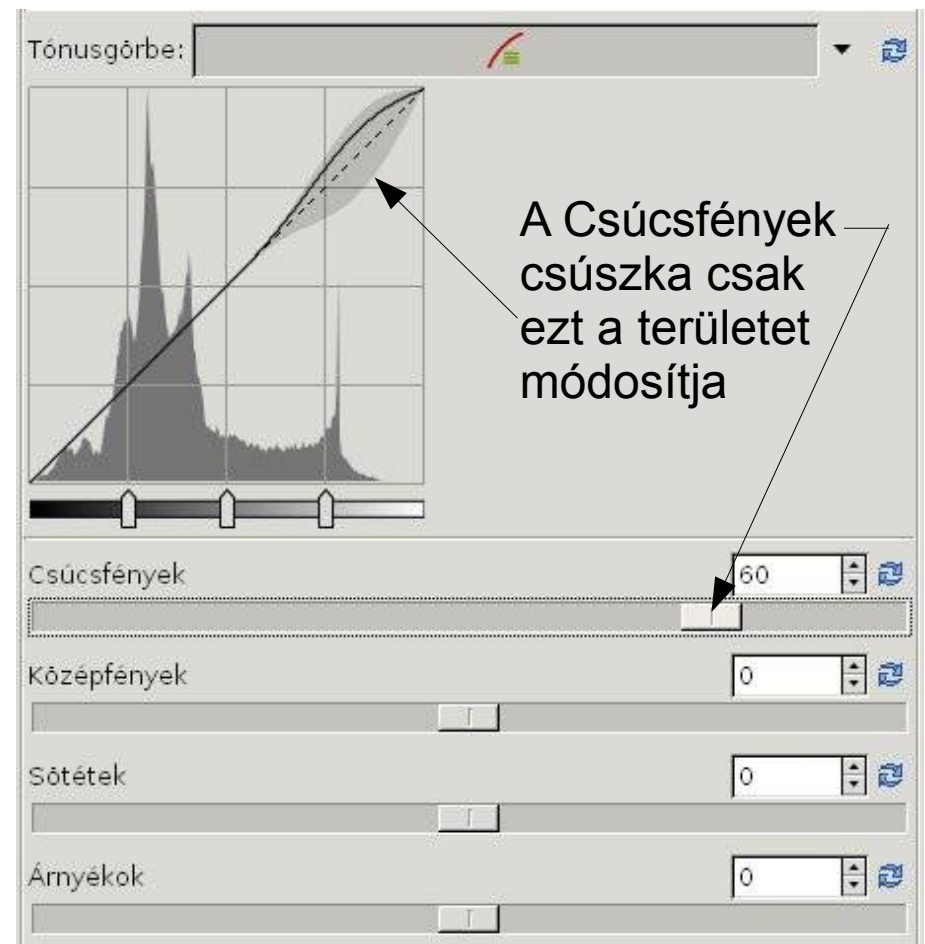 Tónusgörbe:
A Csúcsfények
csúszka csak
ezt a területet
módosítja
Csúcsfények
60
Középfények
0
Sötétek
0
Árnyékok
0